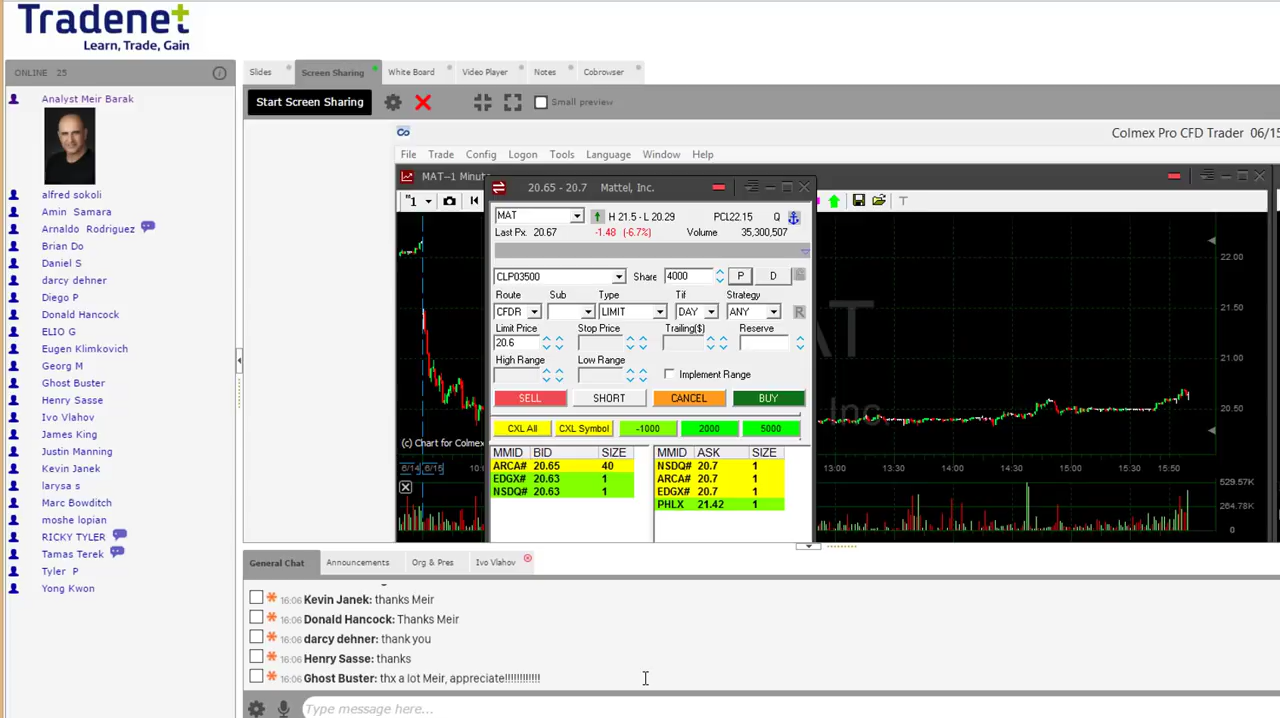 Tradenet
Learn, Trade, Gain
ONLINE 25
Analyst Meir Barak
alfred sokoli
Amin Samara
Arnaldo Rodriguez
Brian Do
Daniel S
darcy dehner
Diego P
Donald Hancock
ELIO G
Eugen Klimkovich
Georg M
Ghost Buster
Henry Sasse
Ivo Vlahov
James King
Justin Manning
Kevin Janek
larysa s
Marc Bowditch
moshe lopian
RICKY TYLER
Tamas Terek
Tyler P
Yong Kwon
Slides Screen Sharing White Board Video Player Notes Cobrowser
Start Screen Sharing Small preview
Colmex Pro CFD Trader 06/15
File Trade Config Logon Tools Language Window Help
MAT--1 Minute
"1
20.65 - 20.7 Mattel, Inc.
MAT H 21.5 - L 20.29 PCL22.15 Q
Last Px. 20.67 -1.48 (-6.7%) Volume 35,300,507
CLP03500 Share 4000 P D
Route Sub Type Tif Strategy
CFDR LIMIT DAY ANY R
Limit Price Stop Price Trailing($) Reserve
20.6
High Range Low Range
Implement Range
SELL SHORT CANCEL BUY
CXL All CXL Symbol -1000 2000 5000
MMID BID SIZE MMID ASK SIZE
ARCA# 20.65 40 NSDQ# 20.7 1
EDGX# 20.63 1 ARCA# 20.7 1
NSDQ# 20.63 1 EDGX# 20.7 1
PHLX 21.42 1
22.00
21.50
21.00
20.50
(c) Chart for Colmex
6/14 6/15 10: 13:00 13:30 14:00 14:30 15:00 15:30 15:50
529.57K
264.78K
0
General Chat Announcements Org & Pres Ivo Vlahov
16:06 Kevin Janek: thanks Meir
16:06 Donald Hancock: Thanks Meir
16:06 darcy dehner: thank you
16:06 Henry Sasse: thanks
16:06 Ghost Buster: thx a lot Meir, appreciate!!!!!!!!!!!!
Type message here...